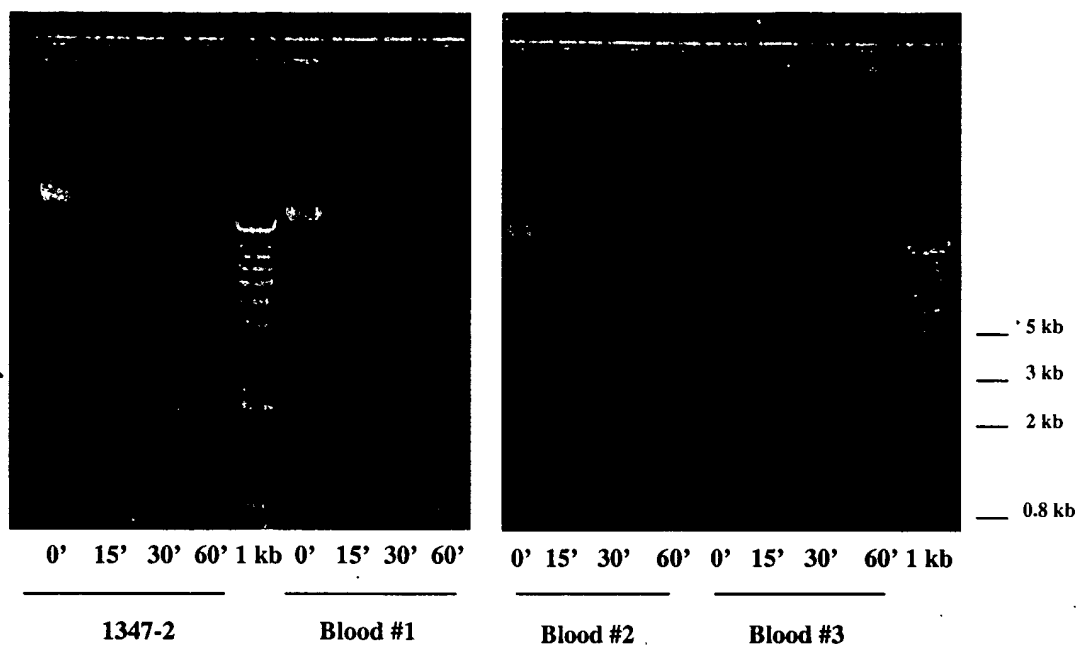 5 kb
3 kb
2 kb
0.8 kb
0' 15' 30' 60' 1 kb 0' 15' 30' 60'
0' 15' 30' 60' 0' 15' 30' 60' 1 kb
1347-2
Blood #1
Blood #2
Blood #3